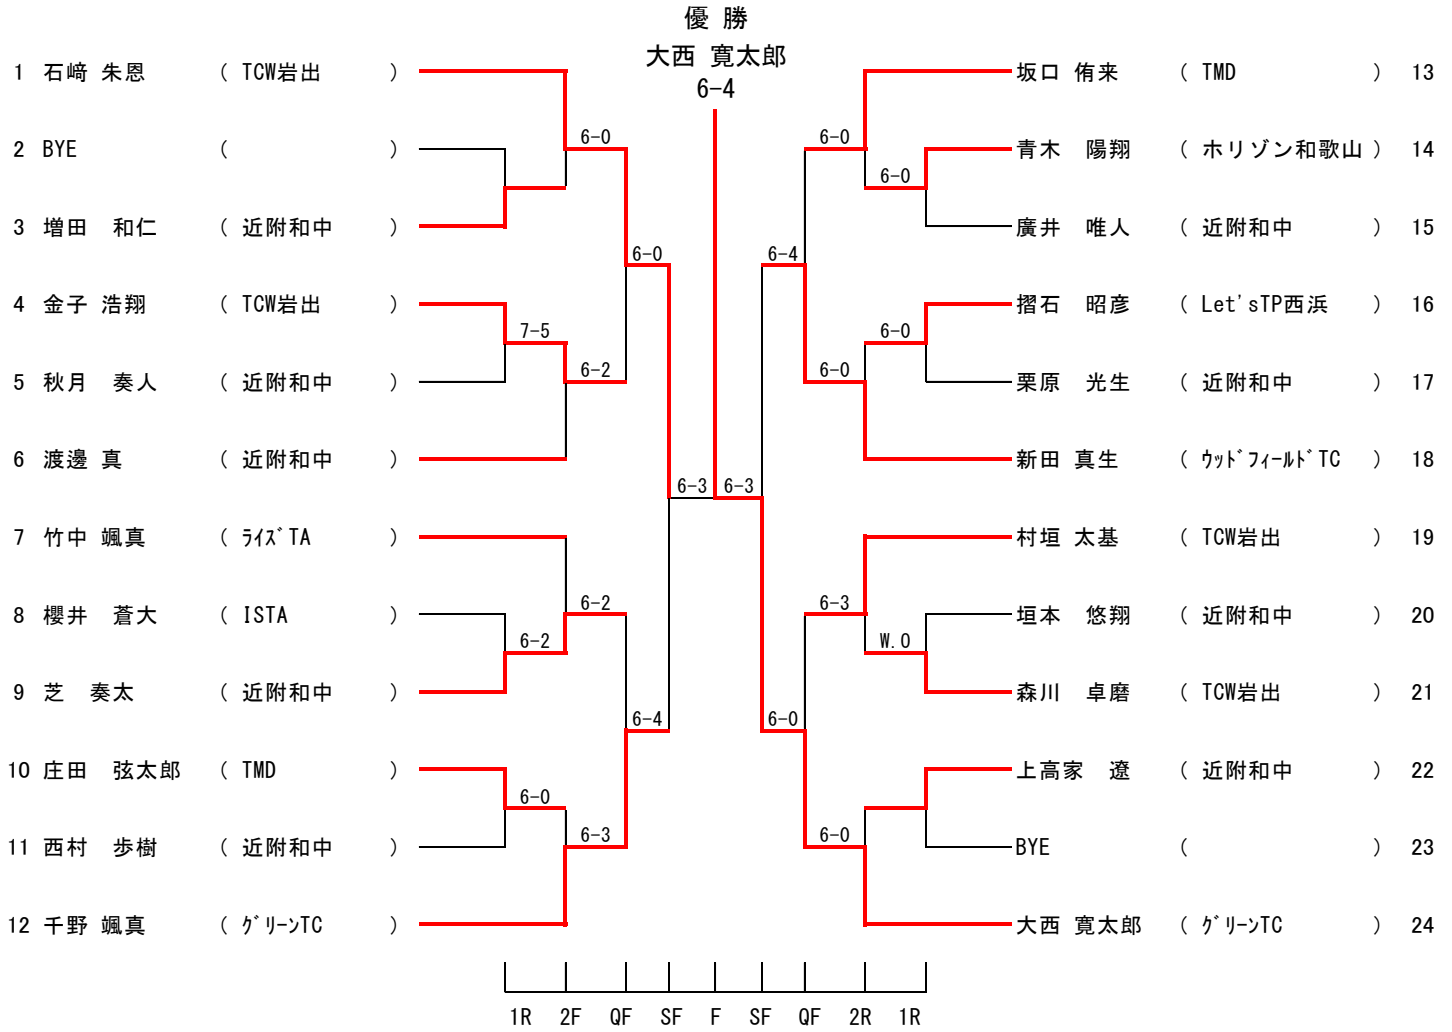 優 勝
大西 寛太郎
6-4
1 石﨑 朱恩 ( TCW岩出 )
坂口 侑来 ( TMD ) 13
6-0
6-0
2 BYE ( )
青木 陽翔 ( ホリゾン和歌山 ) 14
6-0
3 増田 和仁 ( 近附和中 )
廣井 唯人 ( 近附和中 ) 15
6-0
6-4
4 金子 浩翔 ( TCW岩出 )
摺石 昭彦 ( Let'sTP西浜 ) 16
7-5
6-0
5 秋月 奏人 ( 近附和中 )
6-2
6-0
栗原 光生 ( 近附和中 ) 17
6 渡邊 真 ( 近附和中 )
新田 真生 ( ウッドフィールドTC ) 18
6-3
6-3
7 竹中 颯真 ( ライズTA )
村垣 太基 ( TCW岩出 ) 19
6-2
6-3
8 櫻井 蒼大 ( ISTA )
垣本 悠翔 ( 近附和中 ) 20
6-2
W.O
9 芝 奏太 ( 近附和中 )
森川 卓磨 ( TCW岩出 ) 21
6-4
6-0
10 庄田 弦太郎 ( TMD )
上高家 遼 ( 近附和中 ) 22
6-0
6-3
6-0
11 西村 歩樹 ( 近附和中 )
BYE ( ) 23
12 千野 颯真 ( グリーンTC )
大西 寛太郎 ( グリーンTC ) 24
1R 2F QF SF F SF QF 2R 1R